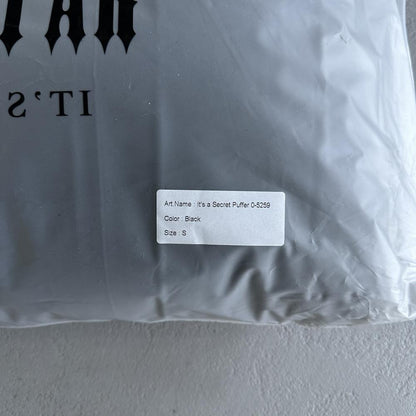 IT'S
Art.Name : It's a Secret Puffer 0-5259
Color : Black
Size : S